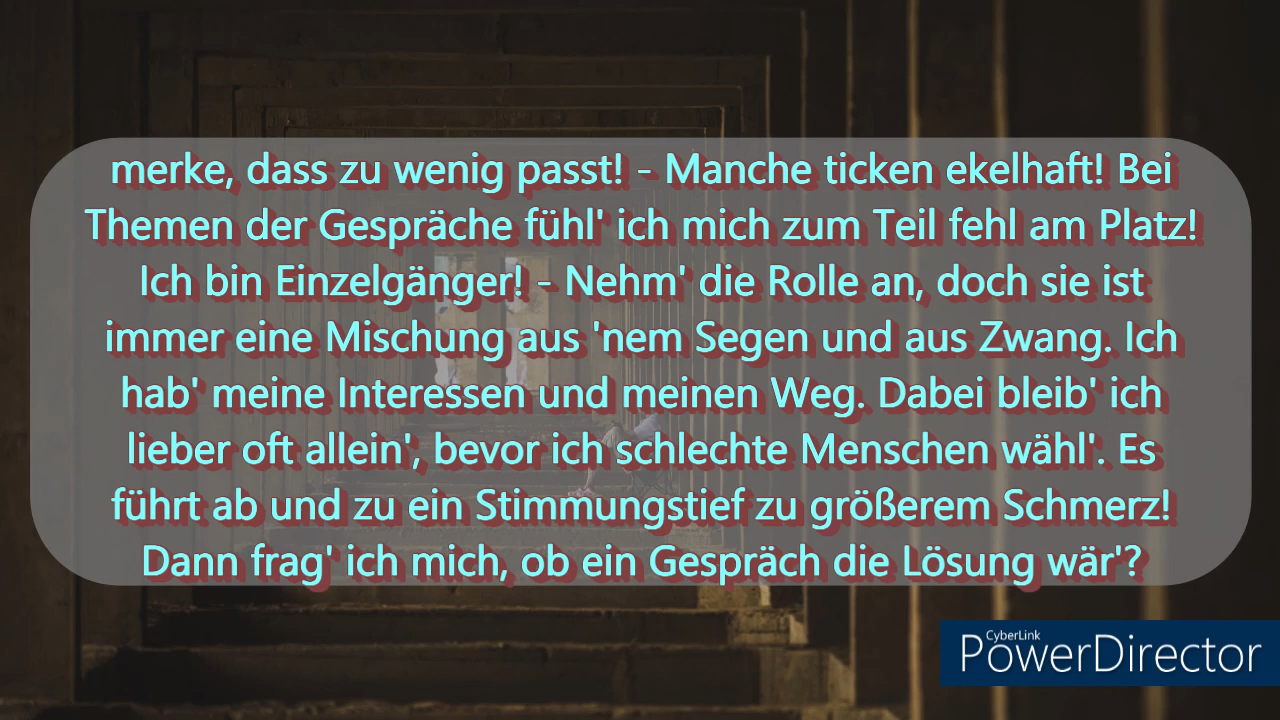 merke, dass zu wenig passt! - Manche ticken ekelhaft! Bei
Themen der Gespräche fühl' ich mich zum Teil fehl am Platz!
Ich bin Einzelgänger! - Nehm' die Rolle an, doch sie ist
immer eine Mischung aus 'nem Segen und aus Zwang. Ich
hab' meine Interessen und meinen Weg. Dabei bleib' ich
lieber oft allein', bevor ich schlechte Menschen wähl'. Es
führt ab und zu ein Stimmungstief zu größerem Schmerz!
Dann frag' ich mich, ob ein Gespräch die Lösung wär'?
CyberLink
PowerDirector